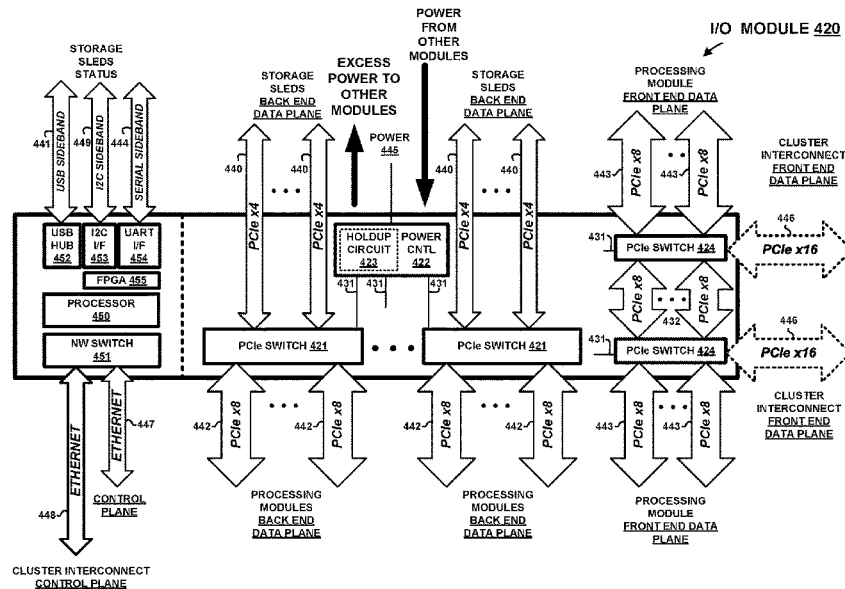 I/O MODULE 420
STORAGE
SLEDS
STATUS
441
USB SIDEBAND
449
I2C SIDEBAND
444
SERIAL SIDEBAND
STORAGE
SLEDS
BACK END
DATA PLANE
440
PCIe x4
440
PCIe x4
EXCESS
POWER TO
OTHER
MODULES
POWER
445
POWER
FROM
OTHER
MODULES
STORAGE
SLEDS
BACK END
DATA PLANE
440
PCIe x4
440
PCIe x4
PROCESSING
MODULE
FRONT END DATA
PLANE
443
PCIe x8
443
PCIe x8
CLUSTER
INTERCONNECT
FRONT END
DATA PLANE
446
PCIe x16
USB
HUB
452
I2C
I/F
453
UART
I/F
454
FPGA 455
PROCESSOR
450
NW SWITCH
451
HOLDUP
CIRCUIT
423
POWER
CNTL
422
431
431
431
PCIe SWITCH 421
PCIe SWITCH 421
431
PCIe SWITCH 424
PCIe x8
432
PCIe x8
431
PCIe SWITCH 424
446
PCIe x16
CLUSTER
INTERCONNECT
FRONT END
DATA PLANE
ETHERNET
448
ETHERNET
447
CONTROL
PLANE
CLUSTER INTERCONNECT
CONTROL PLANE
442
PCIe x8
442
PCIe x8
PROCESSING
MODULES
BACK END
DATA PLANE
442
PCIe x8
442
PCIe x8
PROCESSING
MODULES
BACK END
DATA PLANE
443
PCIe x8
443
PCIe x8
PROCESSING
MODULE
FRONT END DATA
PLANE